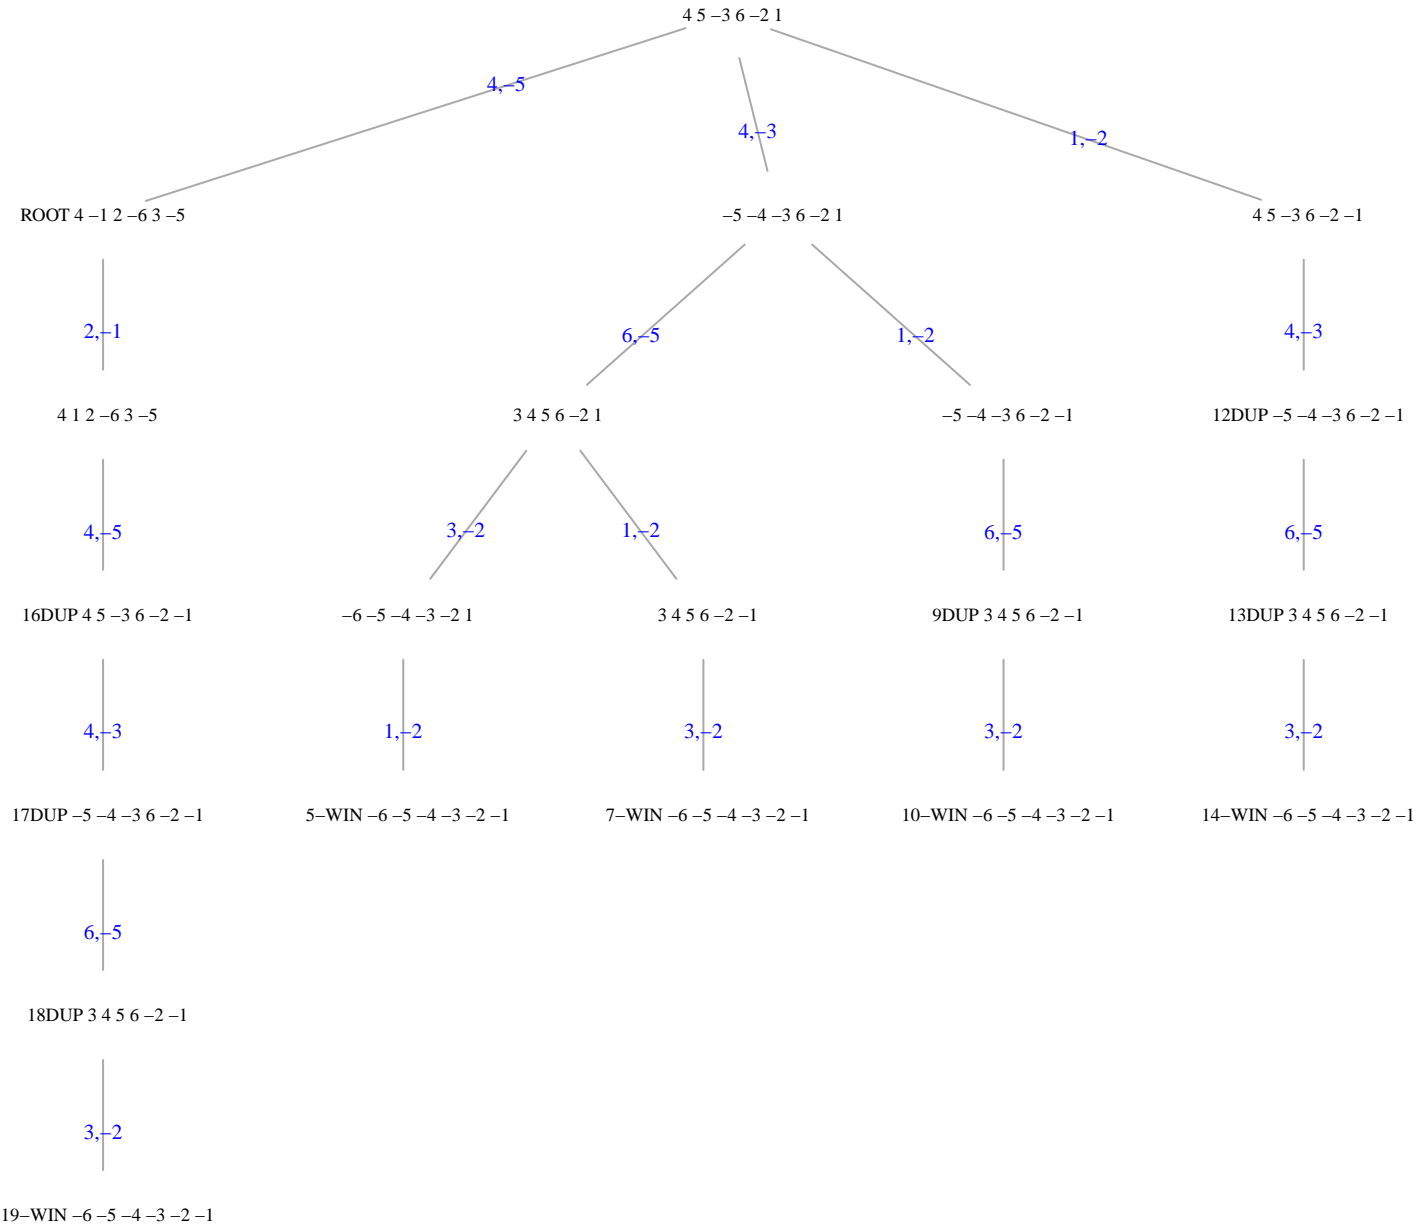 4 5 –3 6 –2 1
4,–5
4,–3
1,–2
ROOT 4 –1 2 –6 3 –5
–5 –4 –3 6 –2 1
4 5 –3 6 –2 –1
2,–1
6,–5
1,–2
4,–3
4 1 2 –6 3 –5
3 4 5 6 –2 1
–5 –4 –3 6 –2 –1
12DUP –5 –4 –3 6 –2 –1
4,–5
3,–2
1,–2
6,–5
6,–5
16DUP 4 5 –3 6 –2 –1
–6 –5 –4 –3 –2 1
3 4 5 6 –2 –1
9DUP 3 4 5 6 –2 –1
13DUP 3 4 5 6 –2 –1
4,–3
1,–2
3,–2
3,–2
3,–2
17DUP –5 –4 –3 6 –2 –1
5–WIN –6 –5 –4 –3 –2 –1
7–WIN –6 –5 –4 –3 –2 –1
10–WIN –6 –5 –4 –3 –2 –1
14–WIN –6 –5 –4 –3 –2 –1
6,–5
18DUP 3 4 5 6 –2 –1
3,–2
19–WIN –6 –5 –4 –3 –2 –1